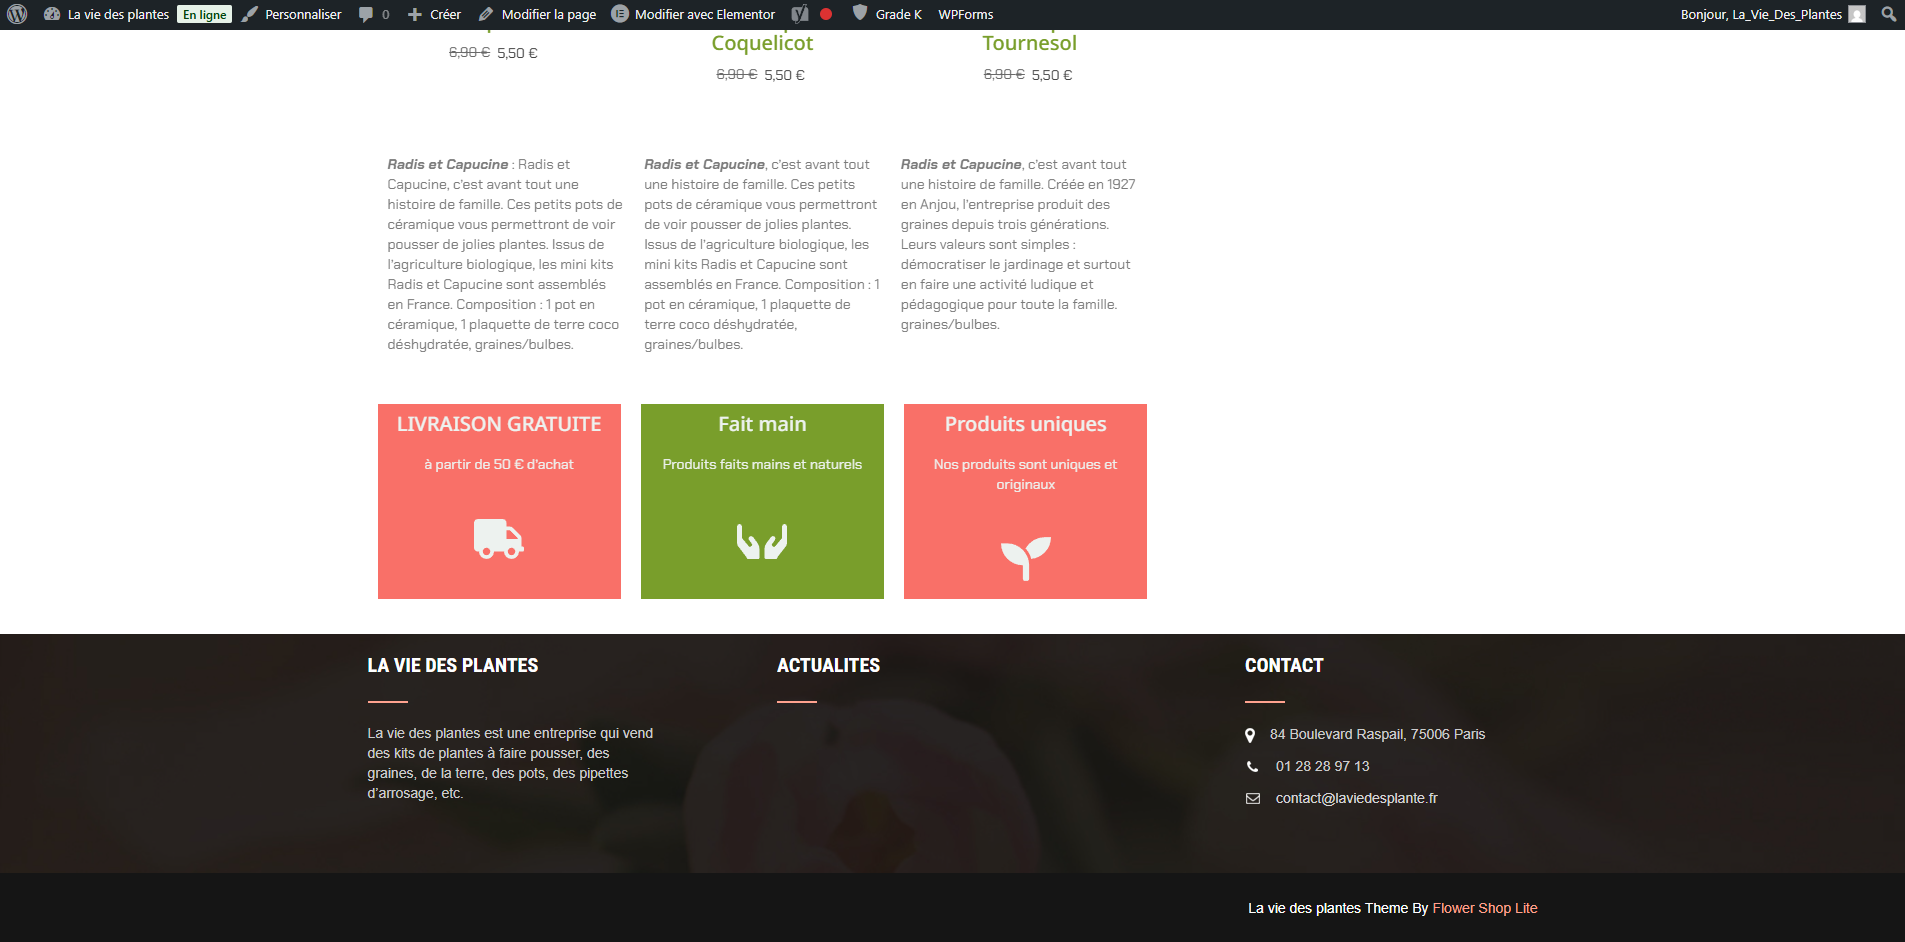 La vie des plantes En ligne Personnaliser 0 Créer Modifier la page Modifier avec Elementor Grade K WPForms Bonjour, La_Vie_Des_Plantes
Coquelicot
Tournesol
6,90 € 5,50 €
6,90 € 5,50 €
6,90 € 5,50 €
Radis et Capucine : Radis et
Capucine, c'est avant tout une
histoire de famille. Ces petits pots de
céramique vous permettront de voir
pousser de jolies plantes. Issus de
l'agriculture biologique, les mini kits
Radis et Capucine sont assemblés
en France. Composition : 1 pot en
céramique, 1 plaquette de terre coco
déshydratée, graines/bulbes.
Radis et Capucine, c'est avant tout
une histoire de famille. Ces petits
pots de céramique vous permettront
de voir pousser de jolies plantes.
Issus de l'agriculture biologique, les
mini kits Radis et Capucine sont
assemblés en France. Composition : 1
pot en céramique, 1 plaquette de
terre coco déshydratée,
graines/bulbes.
Radis et Capucine, c'est avant tout
une histoire de famille. Créée en 1927
en Anjou, l'entreprise produit des
graines depuis trois générations.
Leurs valeurs sont simples :
démocratiser le jardinage et surtout
en faire une activité ludique et
pédagogique pour toute la famille.
graines/bulbes.
LIVRAISON GRATUITE
à partir de 50 € d'achat
Fait main
Produits faits mains et naturels
Produits uniques
Nos produits sont uniques et
originaux
LA VIE DES PLANTES
La vie des plantes est une entreprise qui vend
des kits de plantes à faire pousser, des
graines, de la terre, des pots, des pipettes
d'arrosage, etc.
ACTUALITES
CONTACT
84 Boulevard Raspail, 75006 Paris
01 28 28 97 13
contact@laviedesplante.fr
La vie des plantes Theme By Flower Shop Lite